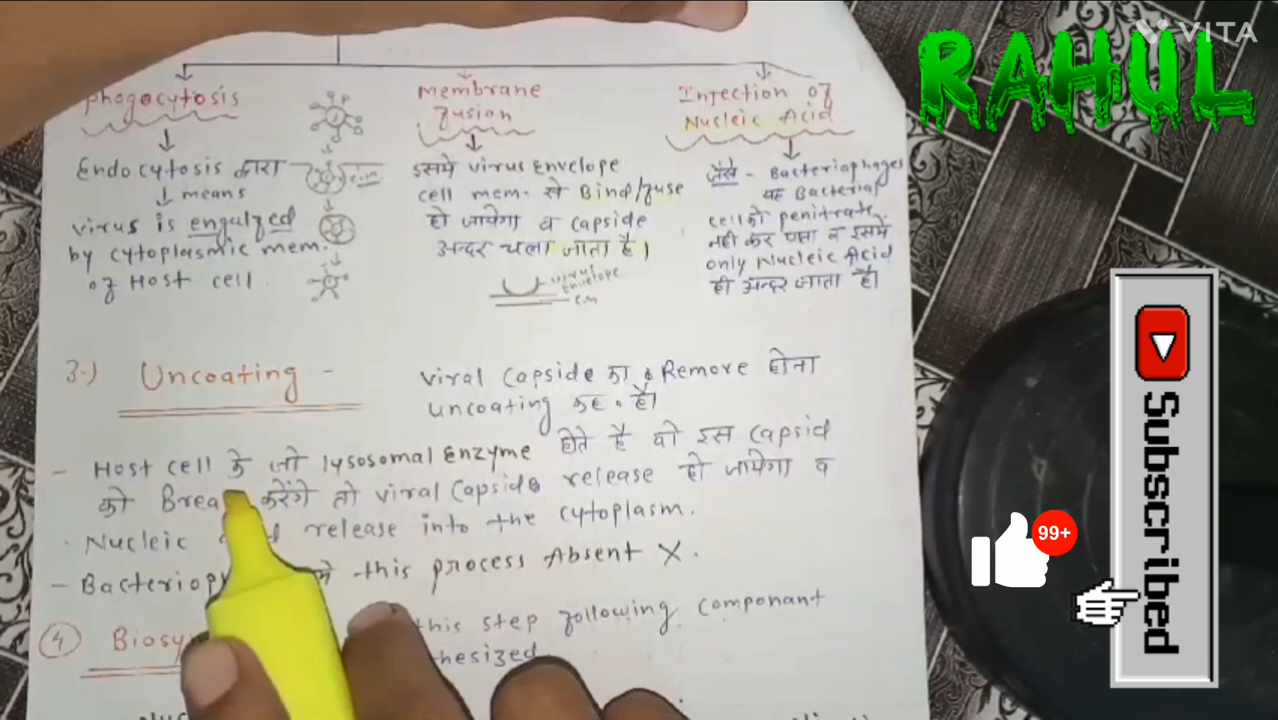 VITA
RAHUL
Phogocytosis
Endocytosis द्वारा
means
virus is engulzed
by cytoplasmic mem.
of Host cell.
c.m
Membrane
fusion
इसमे virus Envelope
cell mem. से Bind/fuse
हो जायेगा व capside
अन्दर चला जाता है।
Envelope
c.m
Injection of
Nucleic Acid
जैसे - Bacteriophages
यह Bacterial
cell को penitrate
नही कर पाता व इसमे
only Nucleic Acid
ही अन्दर जाता है।
3-) Uncoating -
Viral Capside का Remove होना
Uncoating कह. है।
- Host cell के जो lysosomal Enzyme होते है वो इस Capsid
को Brea करेंगे तो viral Capside release हो जायेगा व
Nucleic release into the cytoplasm.
- Bacteriop मे this process Absent X.
4 Biosy this step following componant
hesized
Subscribed
99+